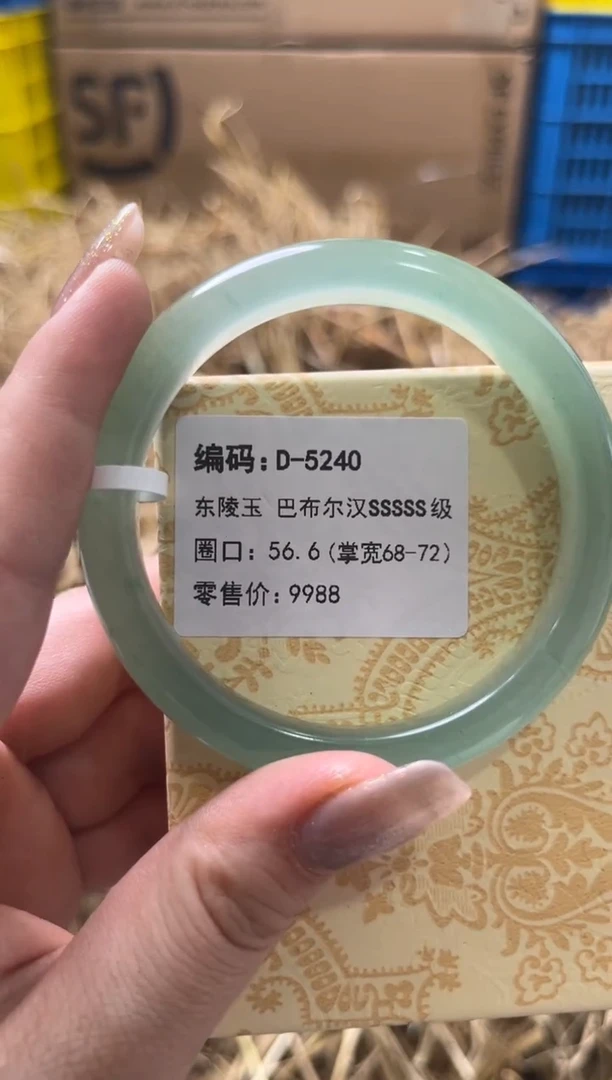 SF
编码:D-5240
东陵玉 巴布尔汉SSSSS级
圈口: 56.6(掌宽68-72)
零售价:9988